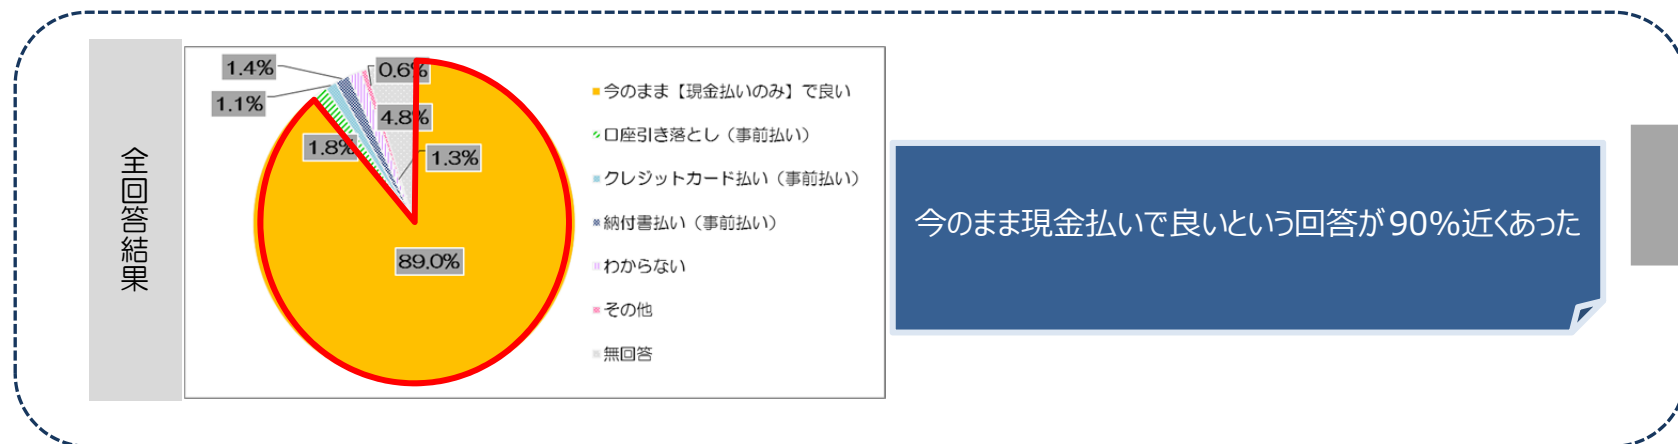 全回答結果
1.4%
0.6%
1.1%
4.8%
1.8%
1.3%
89.0%
今のまま【現金払いのみ】で良い
口座引き落とし（事前払い）
クレジットカード払い（事前払い）
納付書払い（事前払い）
わからない
その他
無回答
今のまま現金払いで良いという回答が90%近くあった